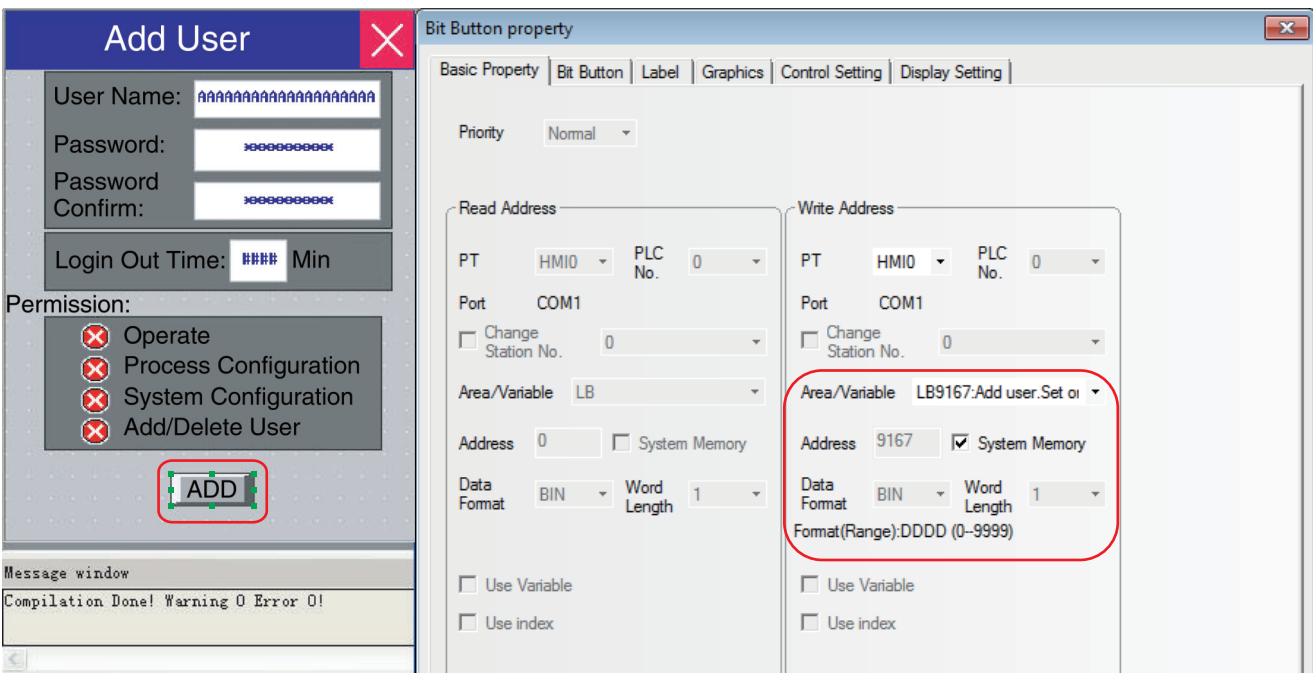 Add User
User Name: AAAAAAAAAAAAAAAAAAAA
Password: **********
Password
Confirm: **********
Login Out Time: #### Min
Permission:
Operate
Process Configuration
System Configuration
Add/Delete User
ADD
Message window
Compilation Done! Warning 0 Error 0!
Bit Button property
Basic Property Bit Button Label Graphics Control Setting Display Setting
Priority Normal
Read Address
PT HMI0 PLC No. 0
Port COM1
Change Station No. 0
Area/Variable LB
Address 0 System Memory
Data Format BIN Word Length 1
Use Variable
Use index
Write Address
PT HMI0 PLC No. 0
Port COM1
Change Station No. 0
Area/Variable LB9167:Add user.Set
Address 9167 System Memory
Data Format BIN Word Length 1
Format(Range):DDDD (0--9999)
Use Variable
Use index